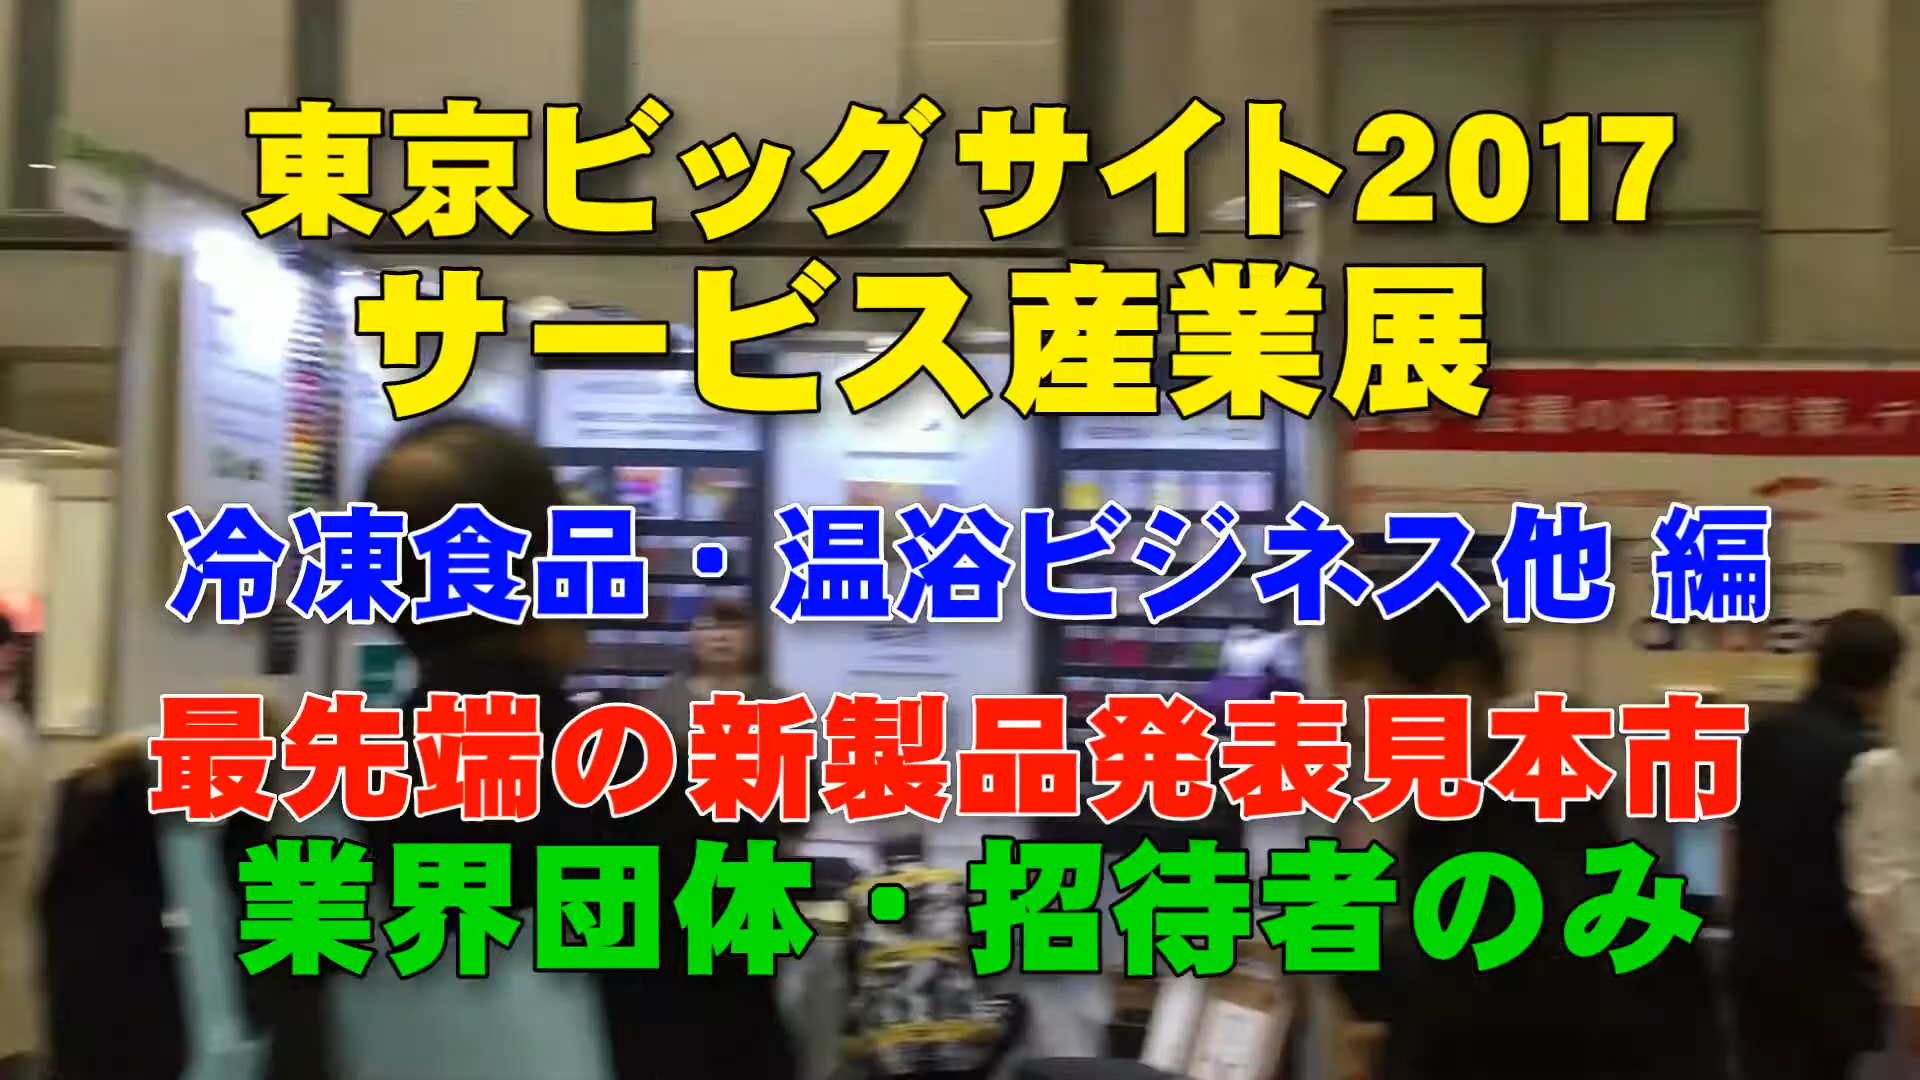 東京ビッグサイト2017
サービス産業展
冷凍食品・温浴ビジネス他 編
最先端の新製品発表見本市
業界団体・招待者のみ